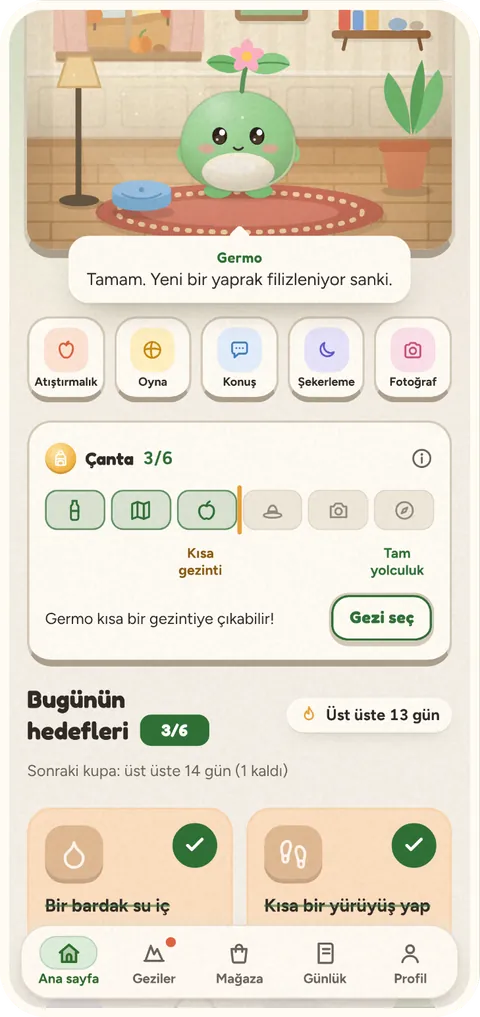 Germo
Tamam. Yeni bir yaprak filizleniyor sanki.
Atıştırmalık
Oyna
Konuş
Şekerleme
Fotoğraf
Çanta 3/6
Kısa
gezinti
Tam
yolculuk
Germo kısa bir gezintiye çıkabilir!
Gezi seç
Bugünün
hedefleri 3/6
Üst üste 13 gün
Sonraki kupa: üst üste 14 gün (1 kaldı)
Bir bardak su iç
Kısa bir yürüyüş yap
Ana sayfa
Geziler
Mağaza
Günlük
Profil